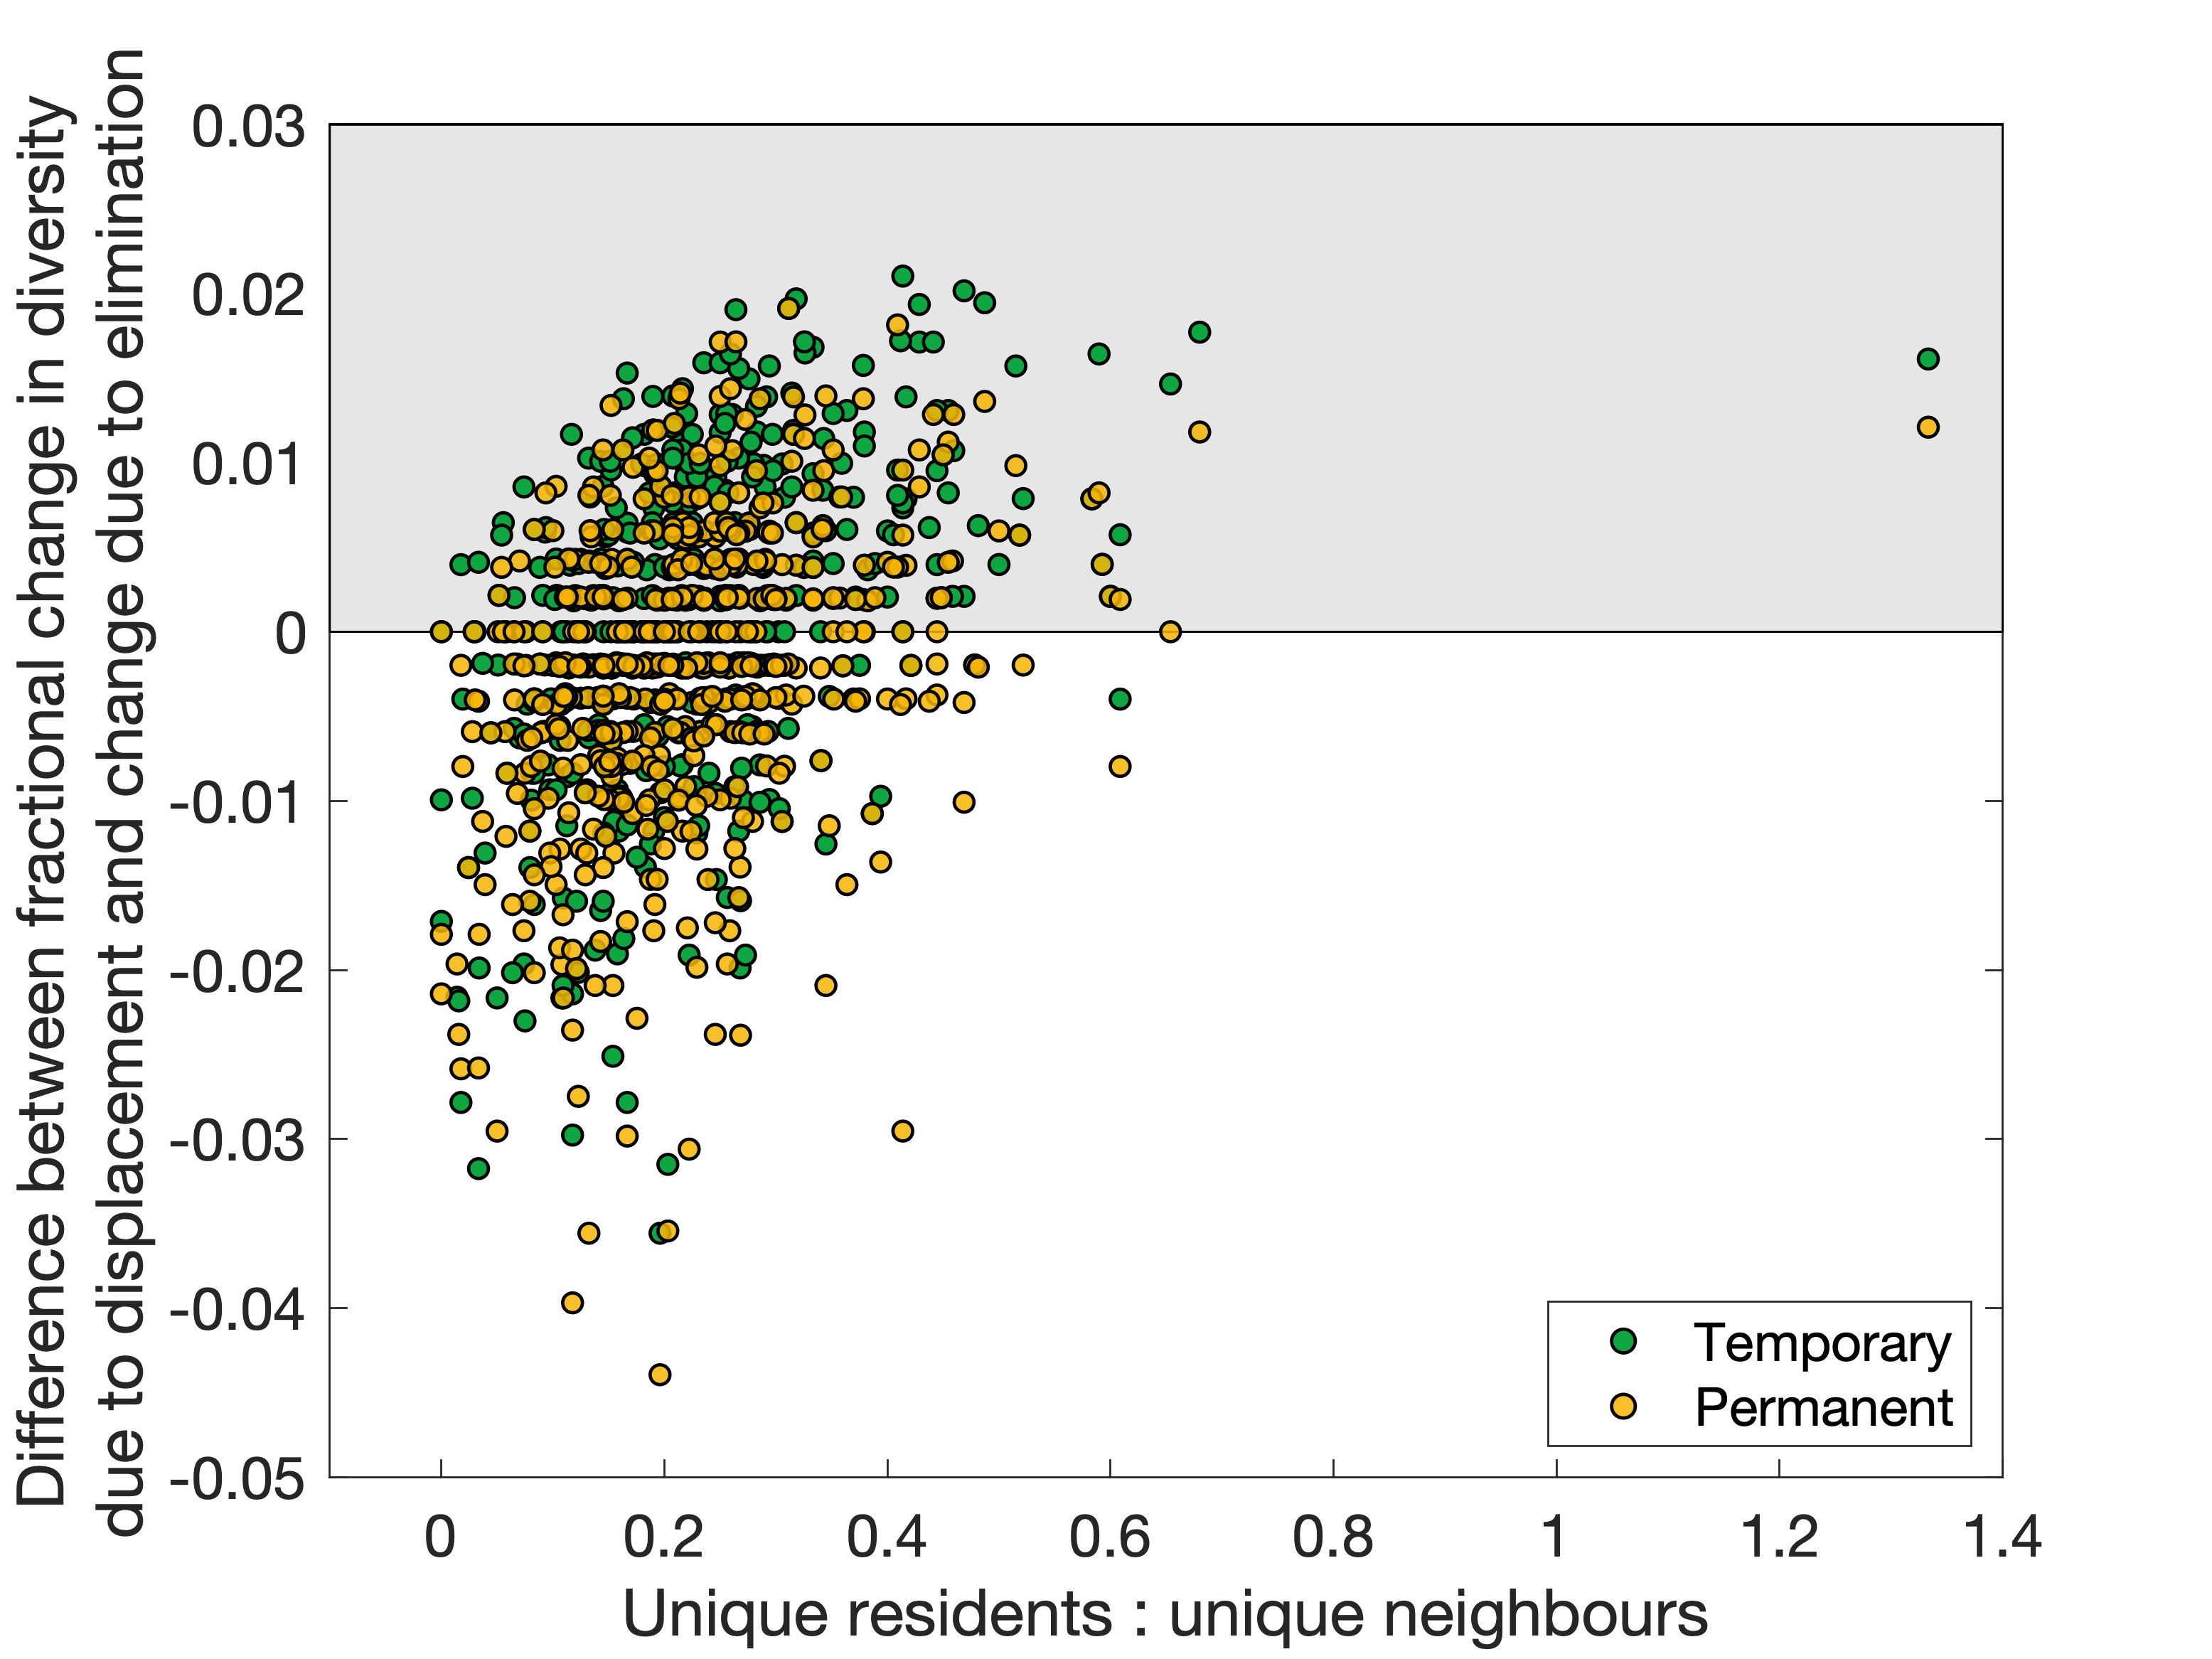 Difference between fractional change in diversity
due to displacement and change due to elimination
0.03
0.02
0.01
0
-0.01
-0.02
-0.03
-0.04
-0.05
Temporary
Permanent
0 0.2 0.4 0.6 0.8 1 1.2 1.4
Unique residents : unique neighbours